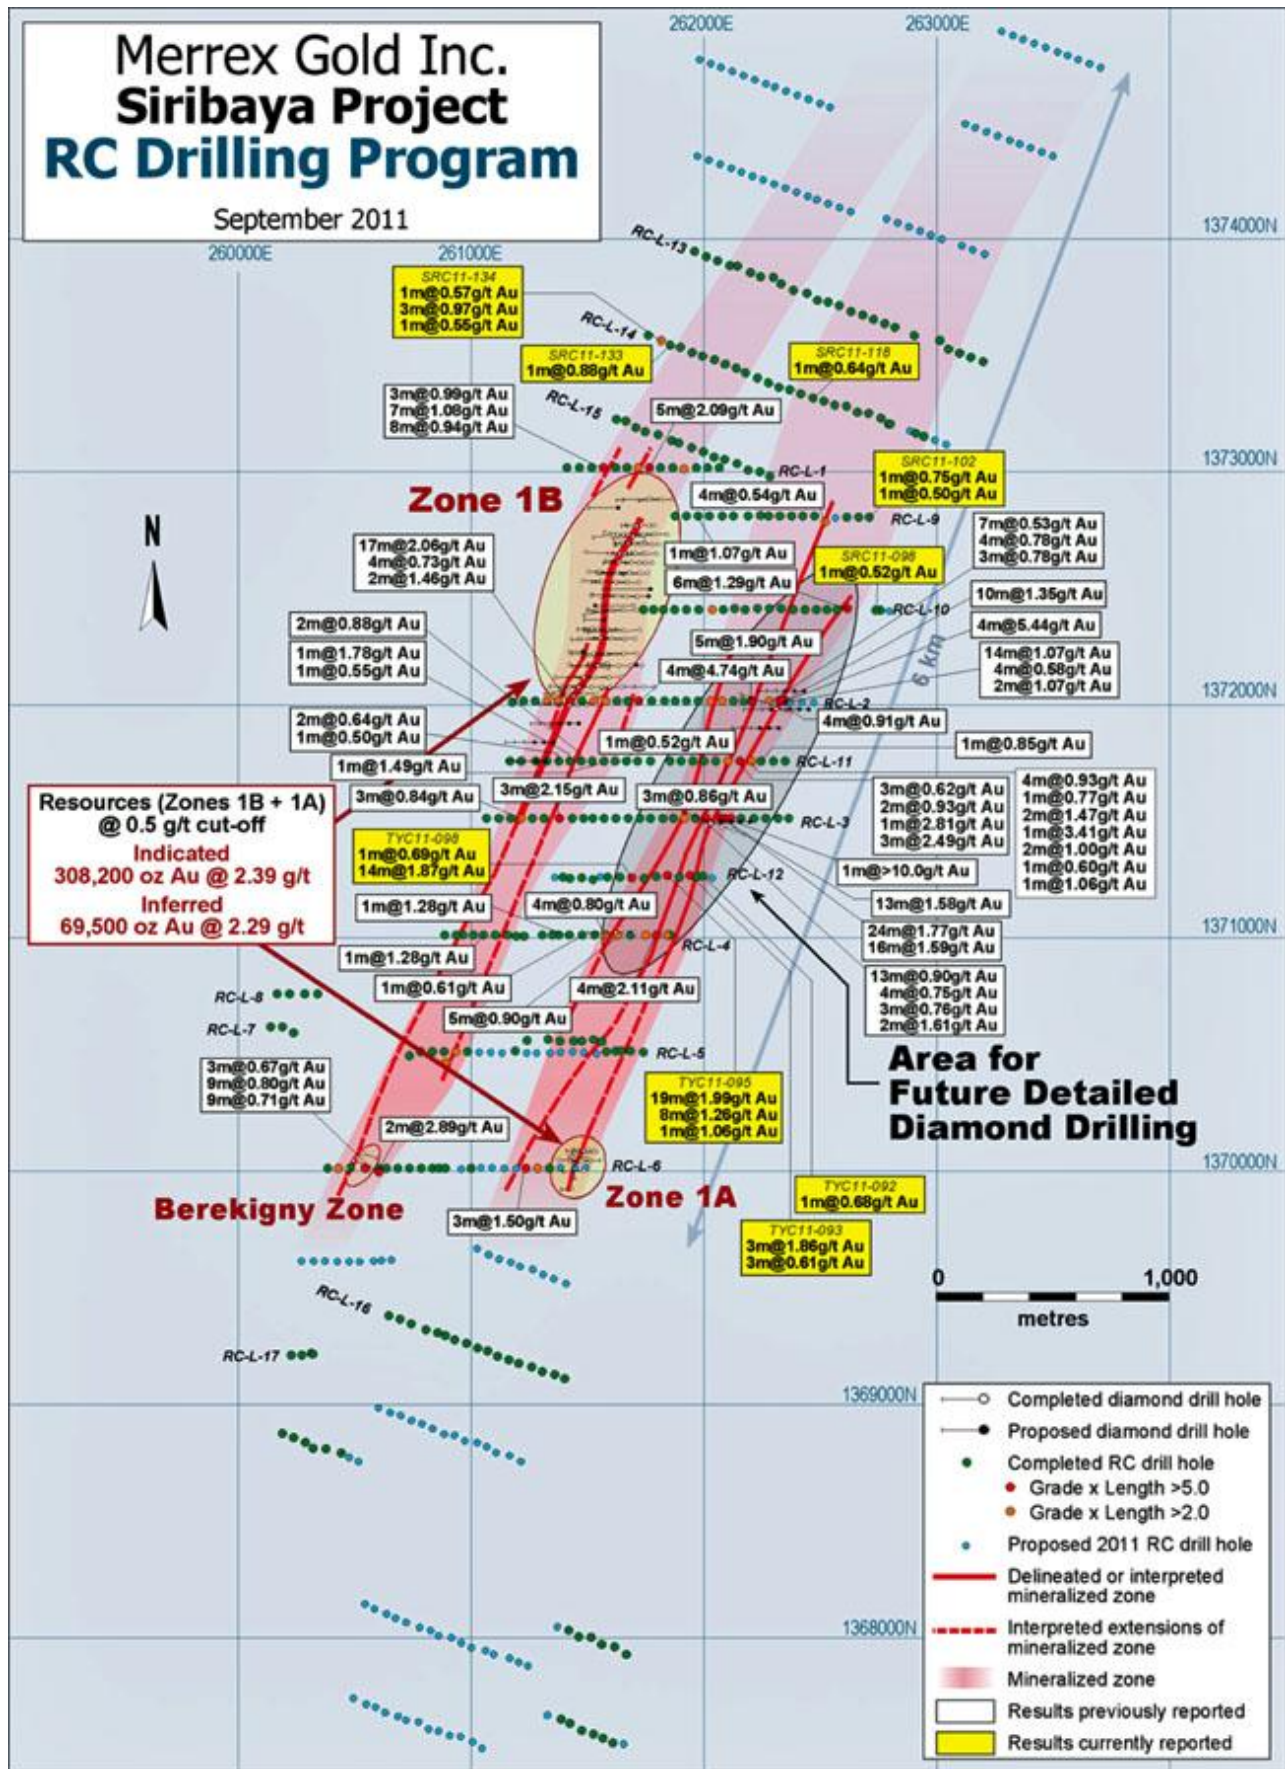 Merrex Gold Inc.
Siribaya Project
RC Drilling Program
September 2011
262000E
263000E
260000E
261000E
1374000N
RC-L-13
SRC11-134
1m@0.57g/t Au
3m@0.97g/t Au
1m@0.55g/t Au
RC-L-14
SRC11-133
1m@0.88g/t Au
SRC11-118
1m@0.64g/t Au
3m@0.99g/t Au
7m@1.08g/t Au
8m@0.94g/t Au
RC-L-15
5m@2.09g/t Au
1373000N
RC-L-1
SRC11-102
1m@0.75g/t Au
1m@0.50g/t Au
Zone 1B
4m@0.54g/t Au
RC-L-9
N
17m@2.06g/t Au
4m@0.73g/t Au
2m@1.46g/t Au
7m@0.53g/t Au
4m@0.78g/t Au
3m@0.78g/t Au
1m@1.07g/t Au
SRC11-098
1m@0.52g/t Au
6m@1.29g/t Au
RC-L-10
10m@1.35g/t Au
2m@0.88g/t Au
4m@5.44g/t Au
5m@1.90g/t Au
1m@1.78g/t Au
1m@0.55g/t Au
4m@4.74g/t Au
6 km
14m@1.07g/t Au
4m@0.58g/t Au
2m@1.07g/t Au
1372000N
RC-L-2
4m@0.91g/t Au
2m@0.64g/t Au
1m@0.50g/t Au
1m@0.52g/t Au
1m@0.85g/t Au
1m@1.49g/t Au
RC-L-11
Resources (Zones 1B + 1A)
@ 0.5 g/t cut-off
Indicated
308,200 oz Au @ 2.39 g/t
Inferred
69,500 oz Au @ 2.29 g/t
3m@0.84g/t Au
3m@2.15g/t Au
3m@0.86g/t Au
RC-L-3
3m@0.62g/t Au
2m@0.93g/t Au
1m@2.81g/t Au
3m@2.49g/t Au
4m@0.93g/t Au
1m@0.77g/t Au
2m@1.47g/t Au
1m@3.41g/t Au
2m@1.00g/t Au
1m@0.60g/t Au
1m@1.06g/t Au
TYC11-098
1m@0.69g/t Au
14m@1.87g/t Au
RC-L-12
1m@>10.0g/t Au
1m@1.28g/t Au
4m@0.80g/t Au
13m@1.58g/t Au
1371000N
RC-L-4
24m@1.77g/t Au
16m@1.59g/t Au
1m@1.28g/t Au
1m@0.61g/t Au
4m@2.11g/t Au
13m@0.90g/t Au
4m@0.75g/t Au
3m@0.76g/t Au
2m@1.61g/t Au
RC-L-8
5m@0.90g/t Au
RC-L-7
RC-L-5
Area for
Future Detailed
Diamond Drilling
3m@0.67g/t Au
9m@0.80g/t Au
9m@0.71g/t Au
TYC11-095
19m@1.99g/t Au
8m@1.26g/t Au
1m@1.06g/t Au
2m@2.89g/t Au
RC-L-6
1370000N
Berekigny Zone
Zone 1A
TYC11-092
1m@0.68g/t Au
3m@1.50g/t Au
TYC11-093
3m@1.86g/t Au
3m@0.61g/t Au
0
1,000
metres
RC-L-16
RC-L-17
1369000N
Completed diamond drill hole
Proposed diamond drill hole
Completed RC drill hole
Grade x Length >5.0
Grade x Length >2.0
Proposed 2011 RC drill hole
Delineated or interpreted
mineralized zone
Interpreted extensions of
mineralized zone
Mineralized zone
Results previously reported
Results currently reported
1368000N